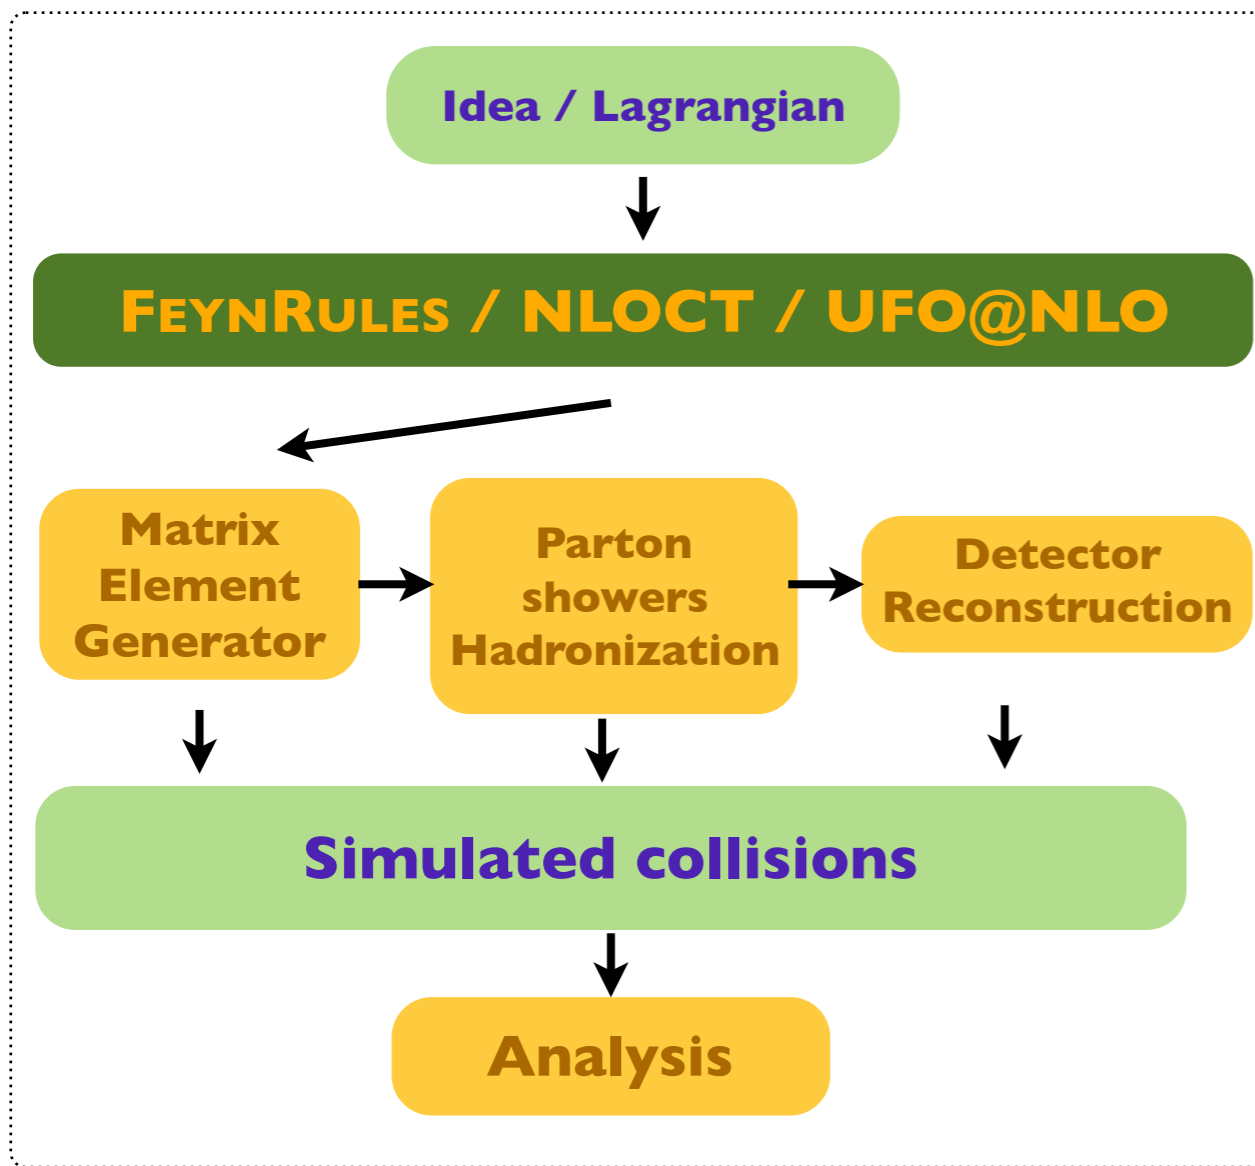 Idea / Lagrangian
FEYNRULES / NLOCT / UFO@NLO
Matrix
Element
Generator
Parton
showers
Hadronization
Detector
Reconstruction
Simulated collisions
Analysis